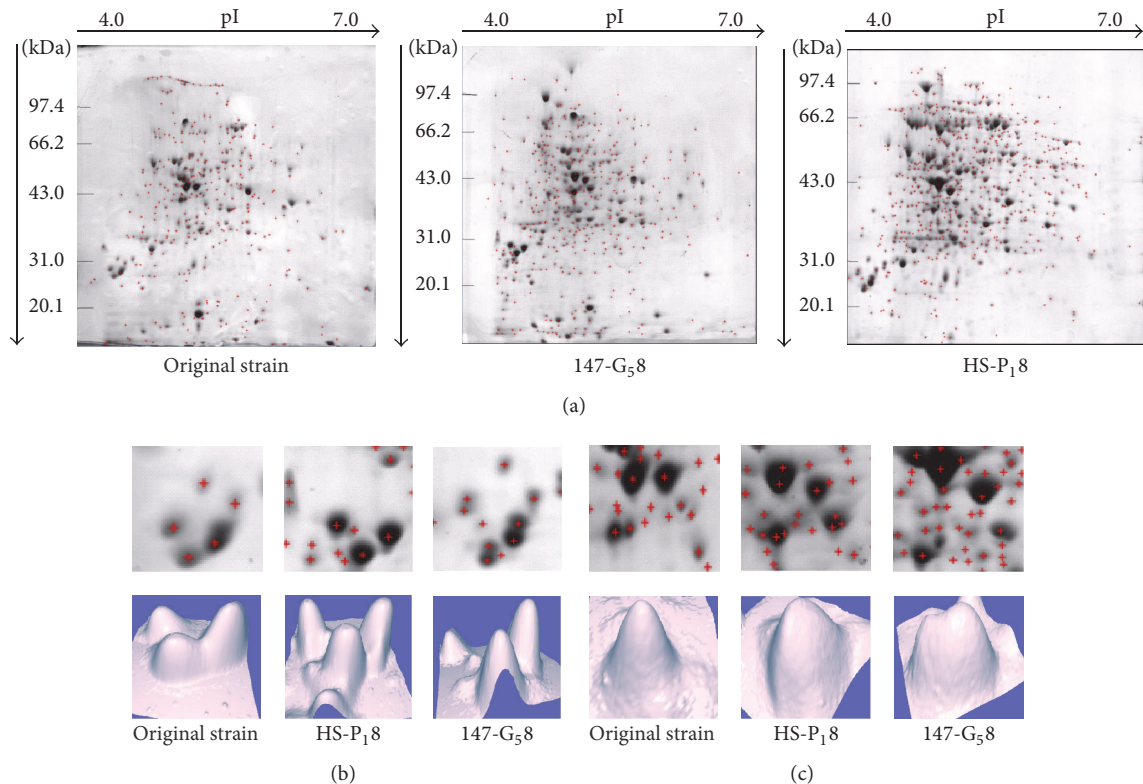 4.0 pI 7.0
4.0 pI 7.0
4.0 pI 7.0
(kDa)
97.4
66.2
43.0
31.0
20.1
(kDa)
97.4
66.2
43.0
31.0
20.1
(kDa)
97.4
66.2
43.0
31.0
20.1
Original strain
147-G₅8
HS-P₁8
(a)
Original strain
HS-P₁8
147-G₅8
Original strain
HS-P₁8
147-G₅8
(b)
(c)